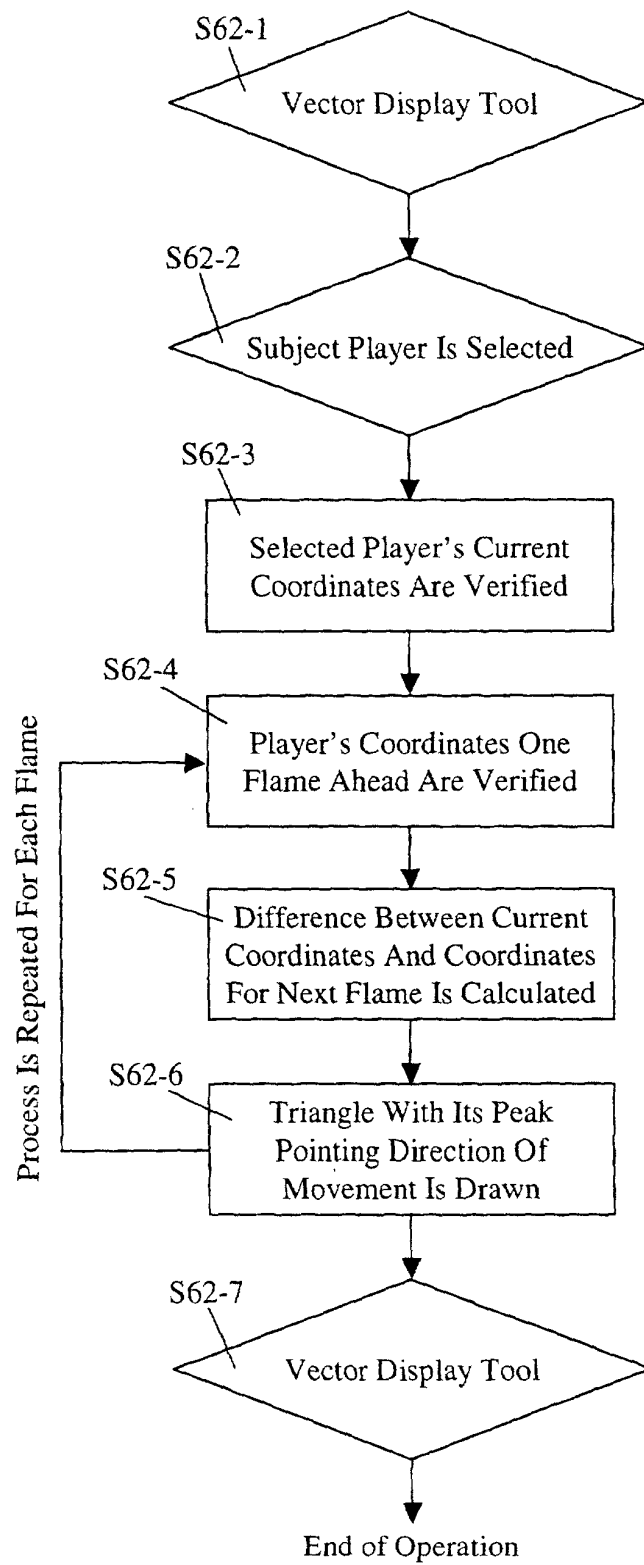 S62-1
Vector Display Tool
S62-2
Subject Player Is Selected
S62-3
Selected Player's Current
Coordinates Are Verified
S62-4
Player's Coordinates One
Flame Ahead Are Verified
Process Is Repeated For Each Flame
S62-5
Difference Between Current
Coordinates And Coordinates
For Next Flame Is Calculated
S62-6
Triangle With Its Peak
Pointing Direction Of
Movement Is Drawn
S62-7
Vector Display Tool
End of Operation